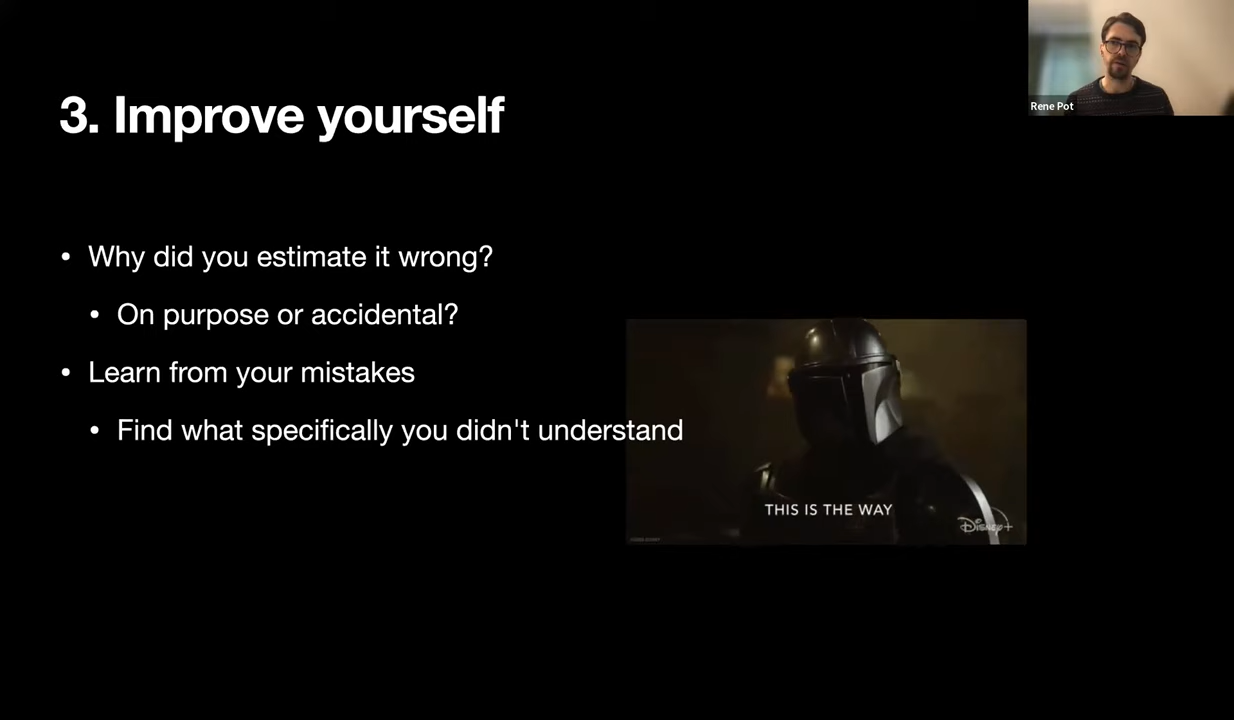 3. Improve yourself
Rene Pot
• Why did you estimate it wrong?
• On purpose or accidental?
• Learn from your mistakes
• Find what specifically you didn't understand
THIS IS THE WAY
Disney+